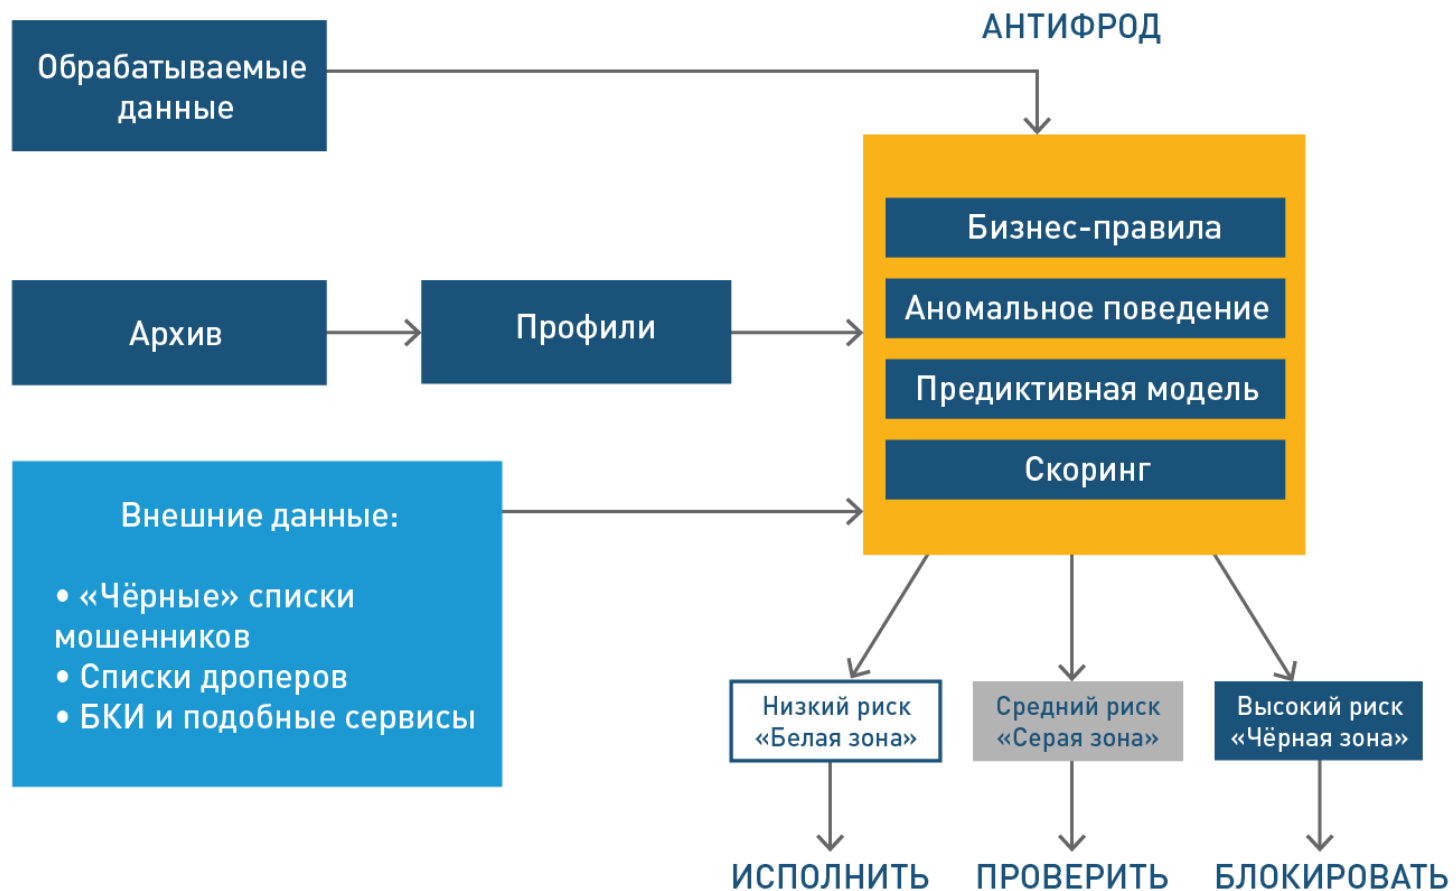 АНТИФРОД
Обрабатываемые
данные
Бизнес-правила
Аномальное поведение
Предиктивная модель
Скоринг
Архив
Профили
Внешние данные:
• «Чёрные» списки
мошенников
• Списки дроперов
• БКИ и подобные сервисы
Низкий риск
«Белая зона»
Средний риск
«Серая зона»
Высокий риск
«Чёрная зона»
ИСПОЛНИТЬ
ПРОВЕРИТЬ
БЛОКИРОВАТЬ